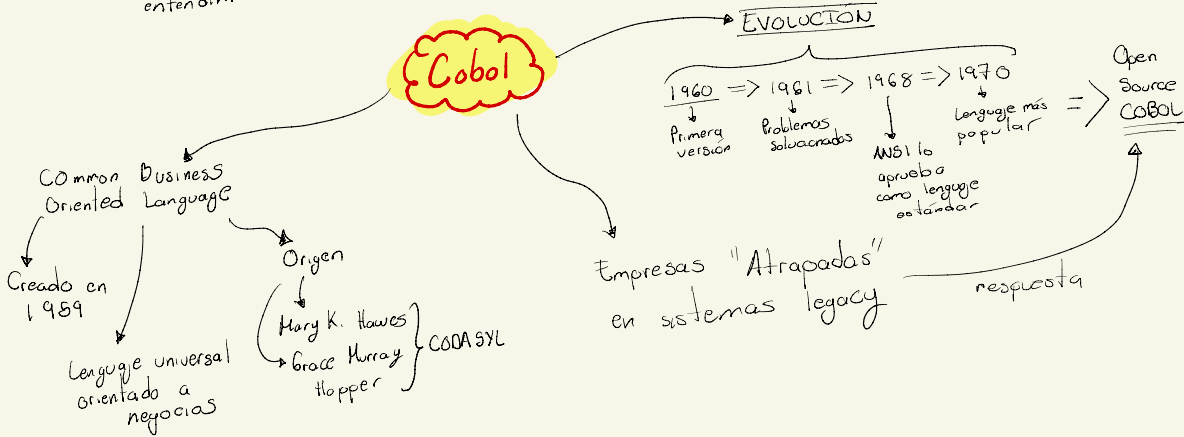 Cobol
EVOLUCIÓN
1960 => 1961 => 1968 => 1970
Primera
versión
Problemas
solucionados
ANSI lo
aprueba
como lenguaje
estándar
Lenguaje más
popular
=>
Open
Source
COBOL
COmmon Business
Oriented Language
Creado en
1959
Lenguaje universal
orientado a
negocios
Origen
Mary K. Hawes
Grace Murray
Hopper
CODASYL
Empresas "Atrapadas"
en sistemas legacy
respuesta